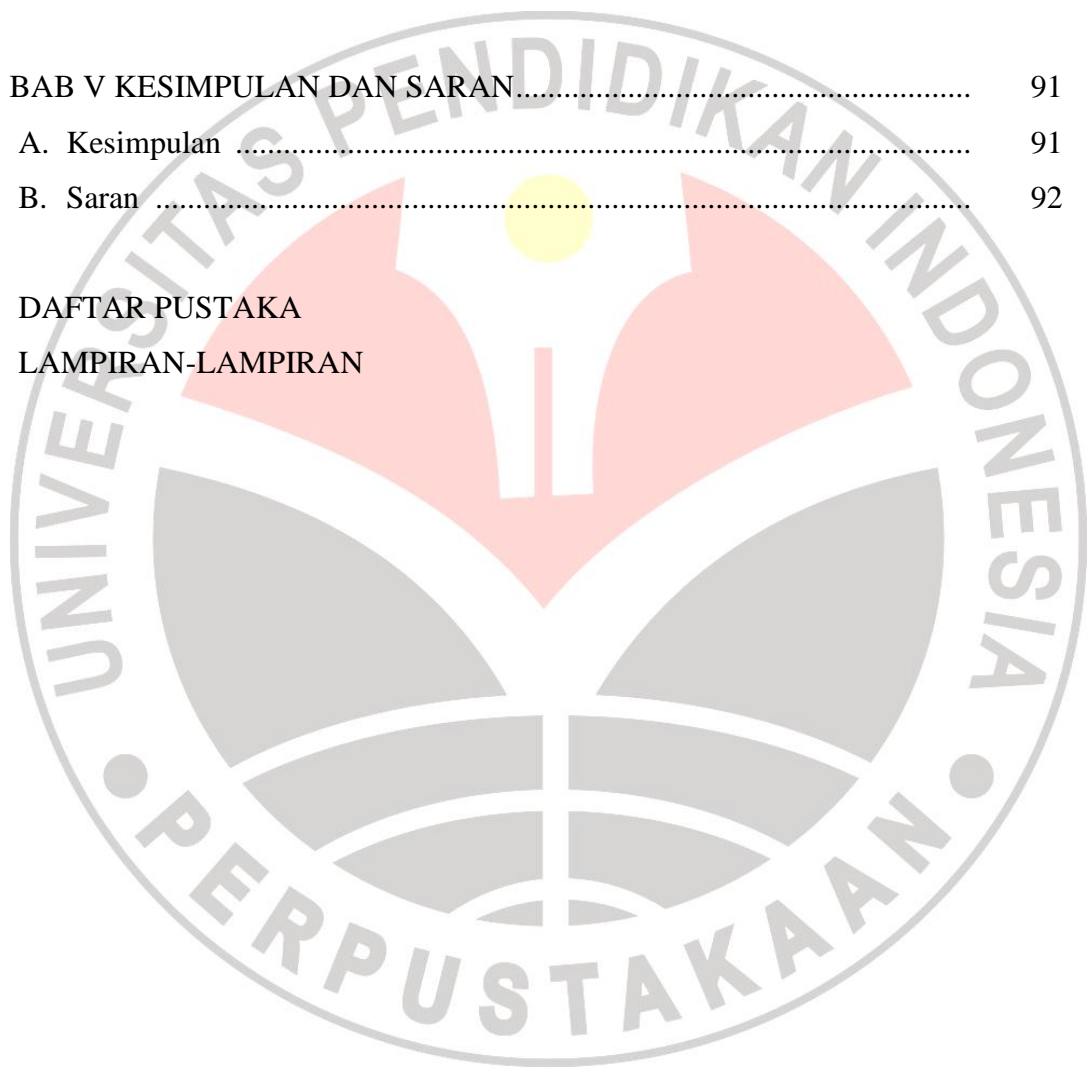 BAB V KESIMPULAN DAN SARAN..................................................... 91
A. Kesimpulan ..................................................................................... 91
B. Saran .............................................................................................. 92
DAFTAR PUSTAKA
LAMPIRAN-LAMPIRAN
UNIVERSITAS PENDIDIKAN INDONESIA
PERPUSTAKAAN